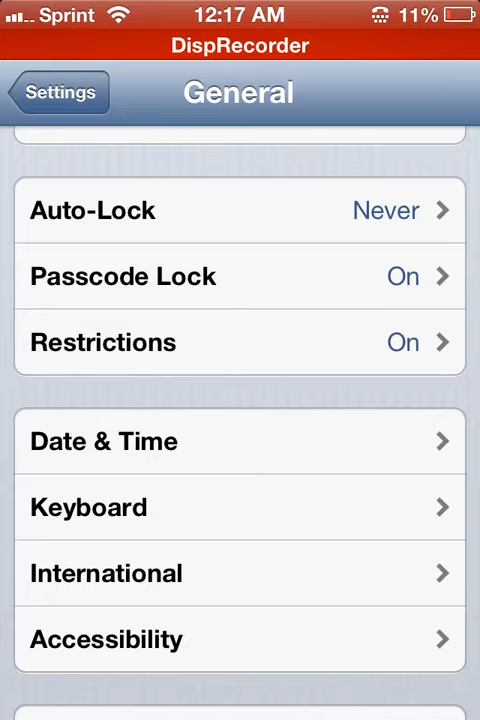 Sprint 12:17 AM 11%
DispRecorder
Settings General
Auto-Lock Never
Passcode Lock On
Restrictions On
Date & Time
Keyboard
International
Accessibility